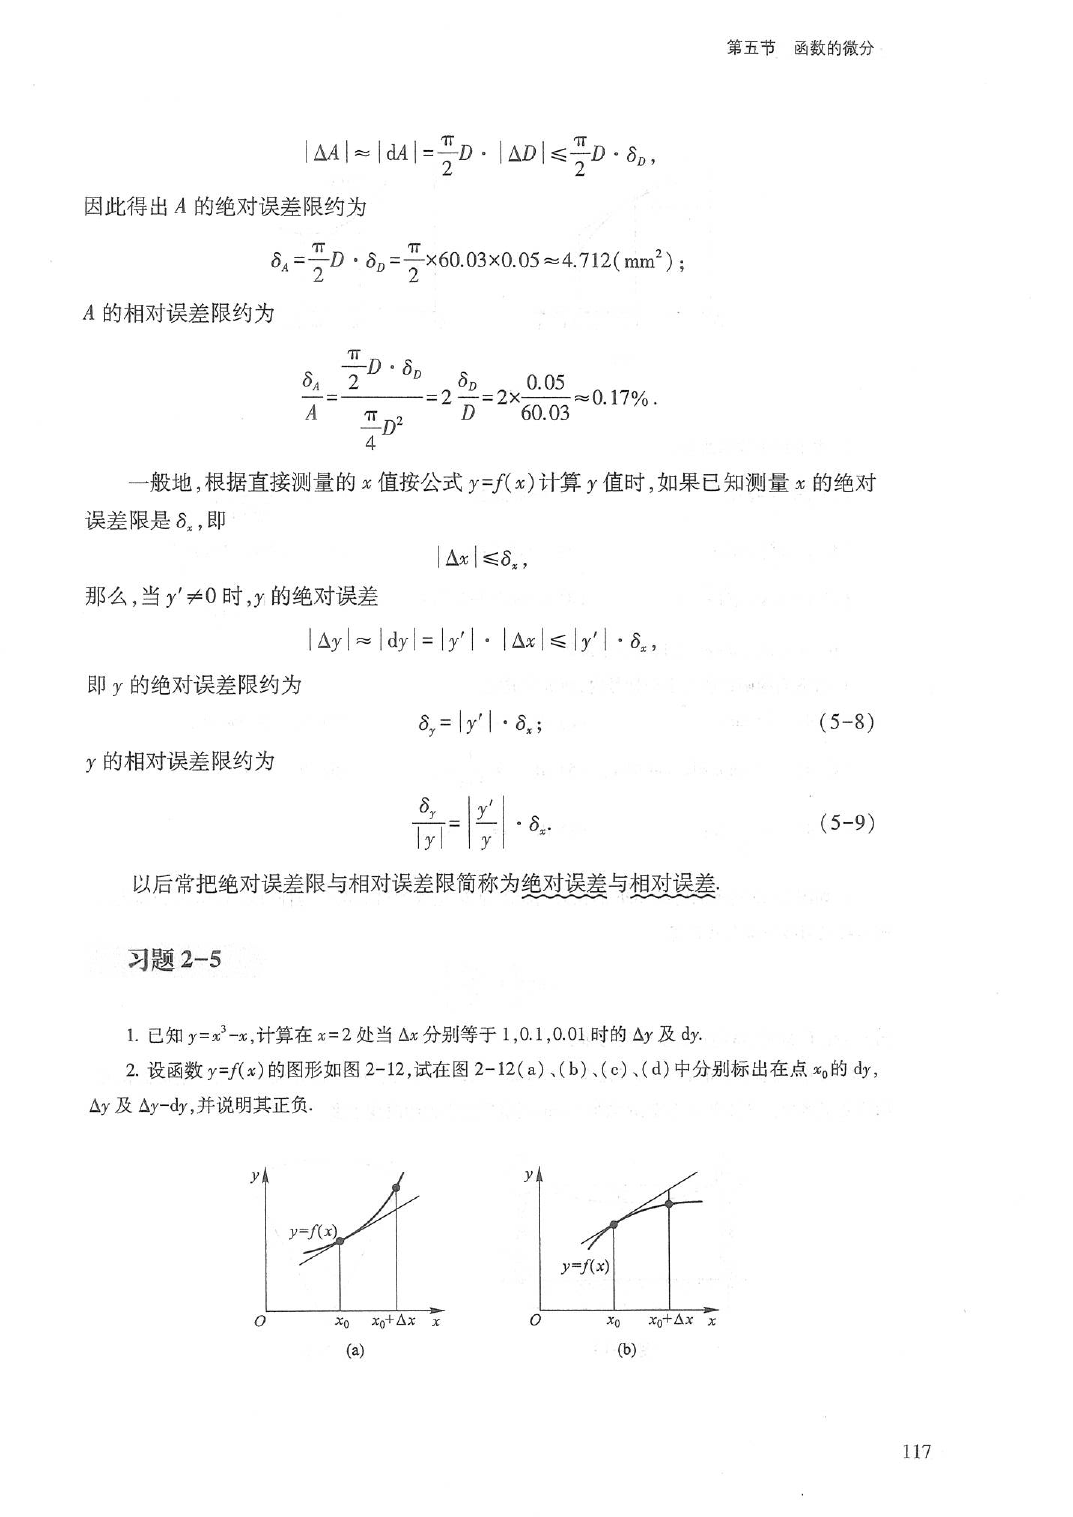 第五节 函数的微分
|ΔA|≈|dA|=π/2 D·|ΔD|≤π/2 D·δ_D,
因此得出 A 的绝对误差限约为
δ_A=π/2 D·δ_D=π/2×60.03×0.05≈4.712(mm²);
A 的相对误差限约为
δ_A/A=(π/2 D·δ_D)/(π/4 D²)=2 δ_D/D=2×0.05/60.03≈0.17%.
一般地,根据直接测量的 x 值按公式 y=f(x)计算 y 值时,如果已知测量 x 的绝对
误差限是 δ_x,即
|Δx|≤δ_x,
那么,当 y′≠0 时,y 的绝对误差
|Δy|≈|dy|=|y′|·|Δx|≤|y′|·δ_x,
即 y 的绝对误差限约为
δ_y=|y′|·δ_x; (5-8)
y 的相对误差限约为
δ_y/|y|=|y′/y|·δ_x. (5-9)
以后常把绝对误差限与相对误差限简称为绝对误差与相对误差.
习题 2-5
1. 已知 y=x³-x,计算在 x=2 处当 Δx 分别等于 1,0.1,0.01 时的 Δy 及 dy.
2. 设函数 y=f(x)的图形如图 2-12,试在图 2-12(a)、(b)、(c)、(d)中分别标出在点 x₀的 dy,
Δy 及 Δy-dy,并说明其正负.
y
y=f(x)
O x₀ x₀+Δx x
(a)
y
y=f(x)
O x₀ x₀+Δx x
(b)
117